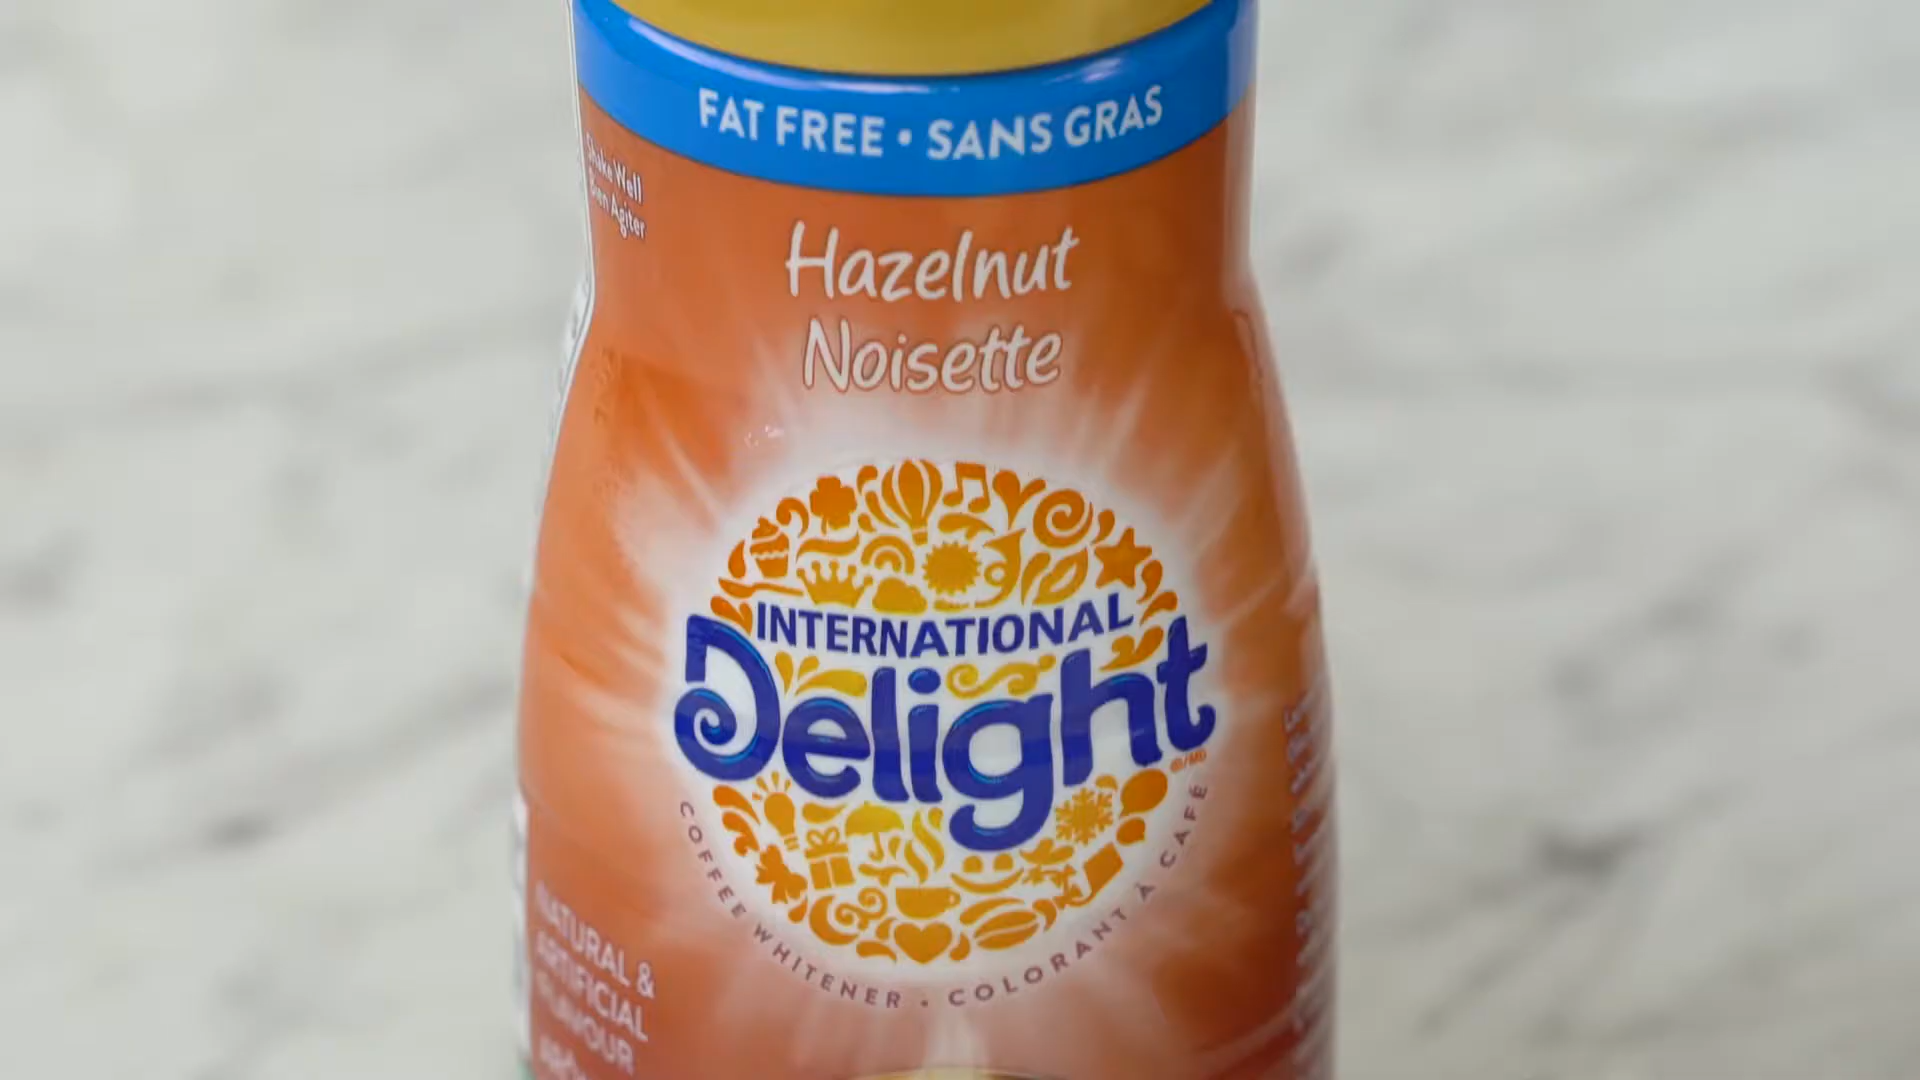 FAT FREE • SANS GRAS
Shake Well
Bien Agiter
Hazelnut
Noisette
INTERNATIONAL
Delight
®/MD
COFFEE WHITENER • COLORANT À CAFÉ
NATURAL &
ARTIFICIAL
FLAVOUR